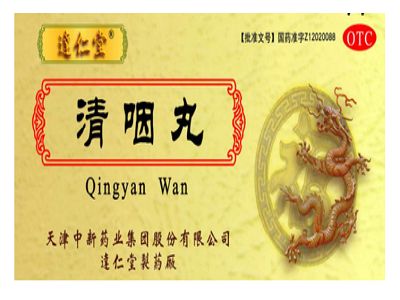 達仁堂®
【批准文号】国药准字Z12020088
OTC
清咽丸
Qingyan Wan
天津中新药业集团股份有限公司
達仁堂製药厰